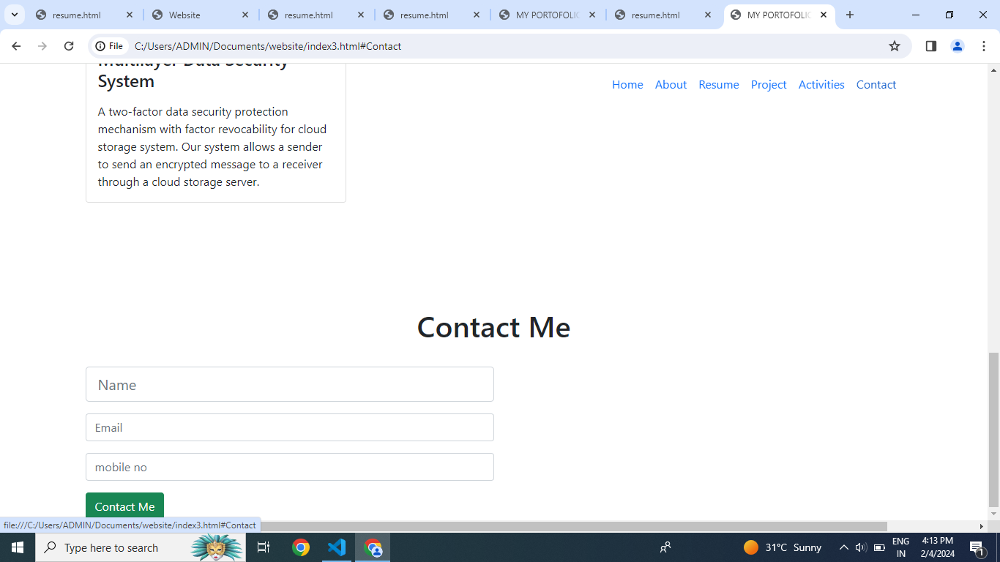 resume.html
Website
resume.html
resume.html
MY PORTOFOLIO
resume.html
MY PORTOFOLIO
File
C:/Users/ADMIN/Documents/website/index3.html#Contact
Home About Resume Project Activities Contact
Multilayer Data Security
System
A two-factor data security protection
mechanism with factor revocability for cloud
storage system. Our system allows a sender
to send an encrypted message to a receiver
through a cloud storage server.
Contact Me
Name
Email
mobile no
Contact Me
file:///C:/Users/ADMIN/Documents/website/index3.html#Contact
Type here to search
31°C Sunny
ENG
IN
4:13 PM
2/4/2024
1